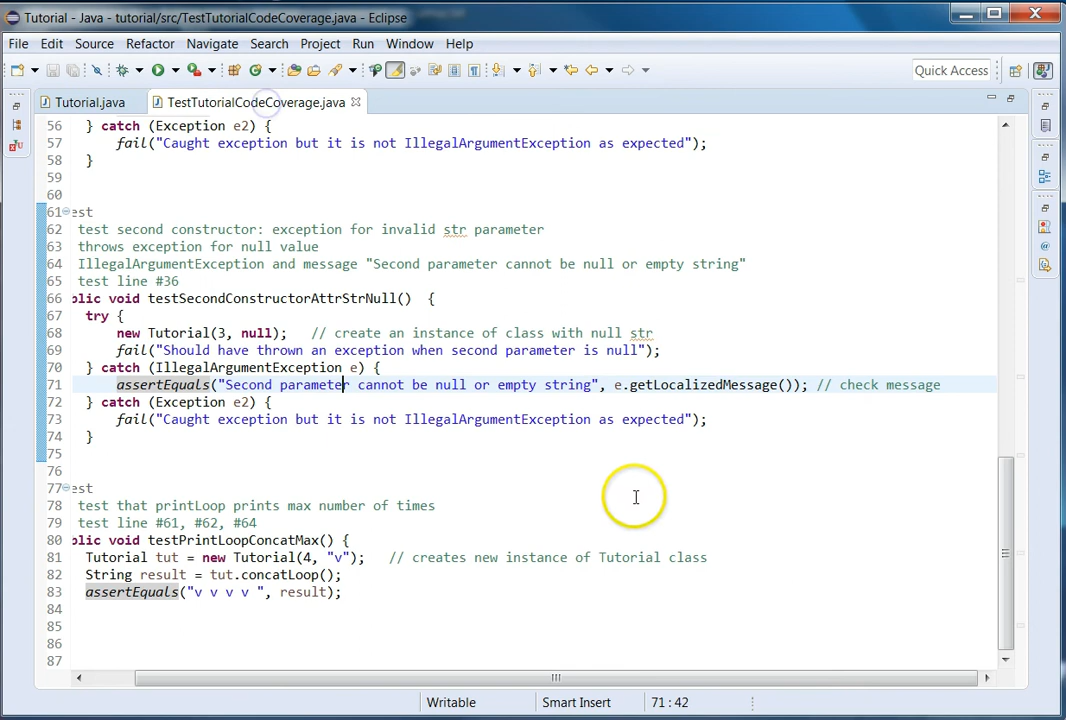 Tutorial - Java - tutorial/src/TestTutorialCodeCoverage.java - Eclipse
File Edit Source Refactor Navigate Search Project Run Window Help
Quick Access
Tutorial.java TestTutorialCodeCoverage.java
56 } catch (Exception e2) {
57 fail("Caught exception but it is not IllegalArgumentException as expected");
58 }
59
60
61 est
62 test second constructor: exception for invalid str parameter
63 throws exception for null value
64 IllegalArgumentException and message "Second parameter cannot be null or empty string"
65 test line #36
66 olic void testSecondConstructorAttrStrNull() {
67 try {
68 new Tutorial(3, null); // create an instance of class with null str
69 fail("Should have thrown an exception when second parameter is null");
70 } catch (IllegalArgumentException e) {
71 assertEquals("Second parameter cannot be null or empty string", e.getLocalizedMessage()); // check message
72 } catch (Exception e2) {
73 fail("Caught exception but it is not IllegalArgumentException as expected");
74 }
75
76
77 est
78 test that printLoop prints max number of times
79 test line #61, #62, #64
80 olic void testPrintLoopConcatMax() {
81 Tutorial tut = new Tutorial(4, "v"); // creates new instance of Tutorial class
82 String result = tut.concatLoop();
83 assertEquals("v v v v ", result);
84
85
86
87
Writable Smart Insert 71 : 42